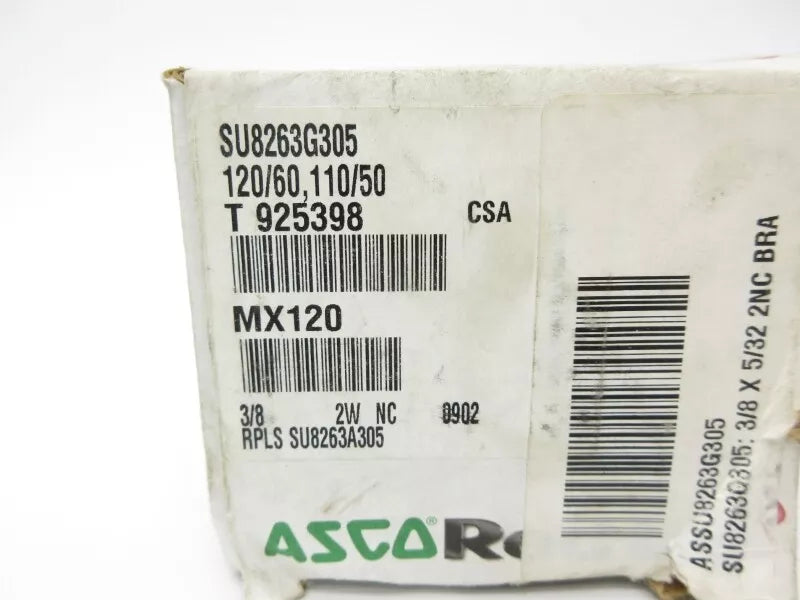 SU8263G305
120/60,110/50
T 925398 CSA
MX120
3/8 2W NC 0902
RPLS SU8263A305
ASCO®
ASSU8263G305
SU8263G305: 3/8 X 5/32 2NC BRA